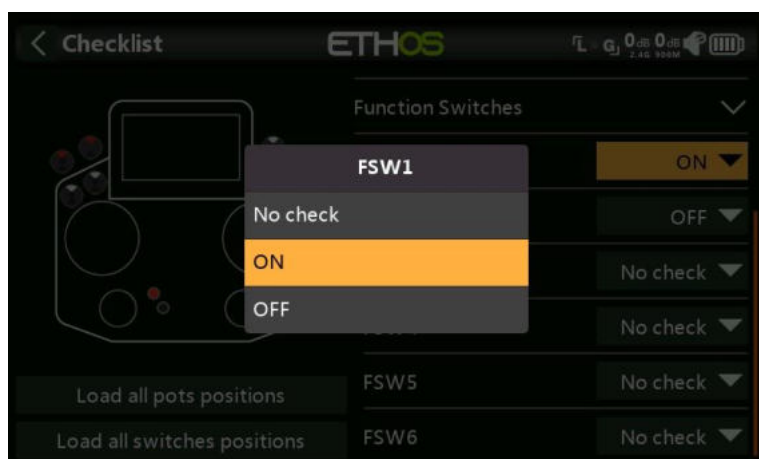 Checklist
ETHOS
0dB 0dB
2.4G 900M
Function Switches
FSW1
ON
No check
OFF
ON
No check
OFF
No check
Load all pots positions
FSW5
No check
Load all switches positions
FSW6
No check